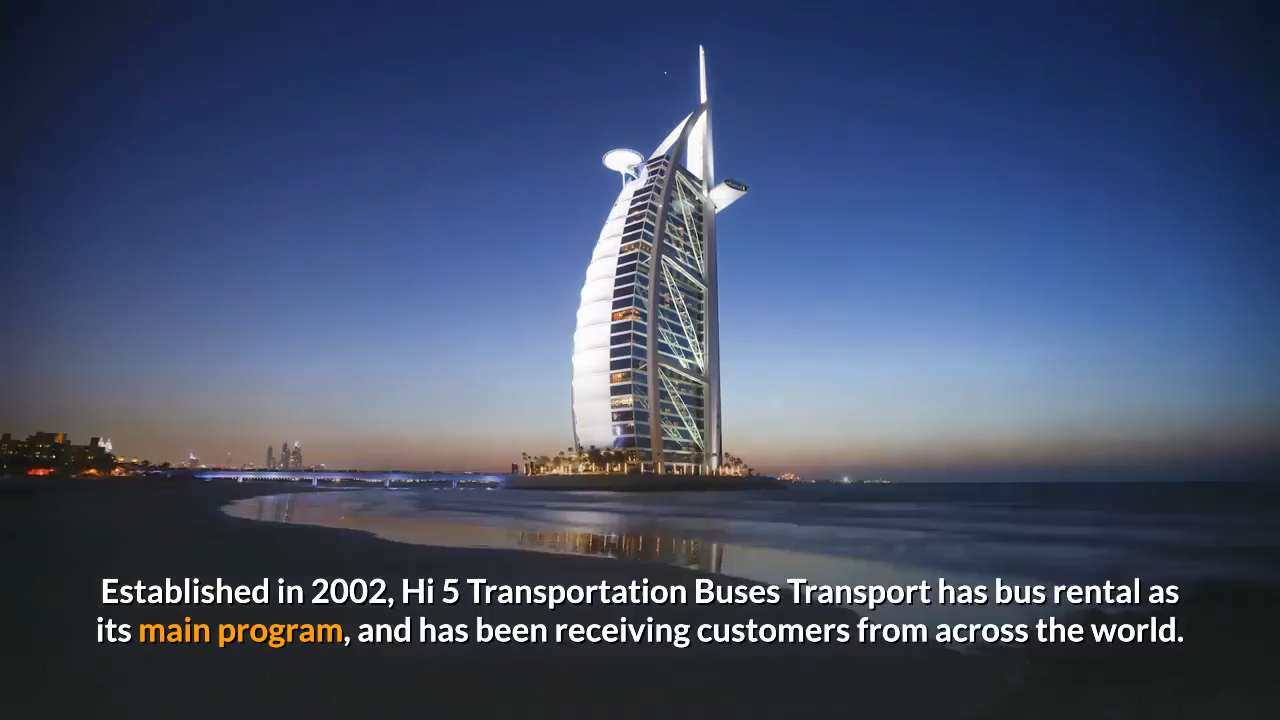 Established in 2002, Hi 5 Transportation Buses Transport has bus rental as
its main program, and has been receiving customers from across the world.